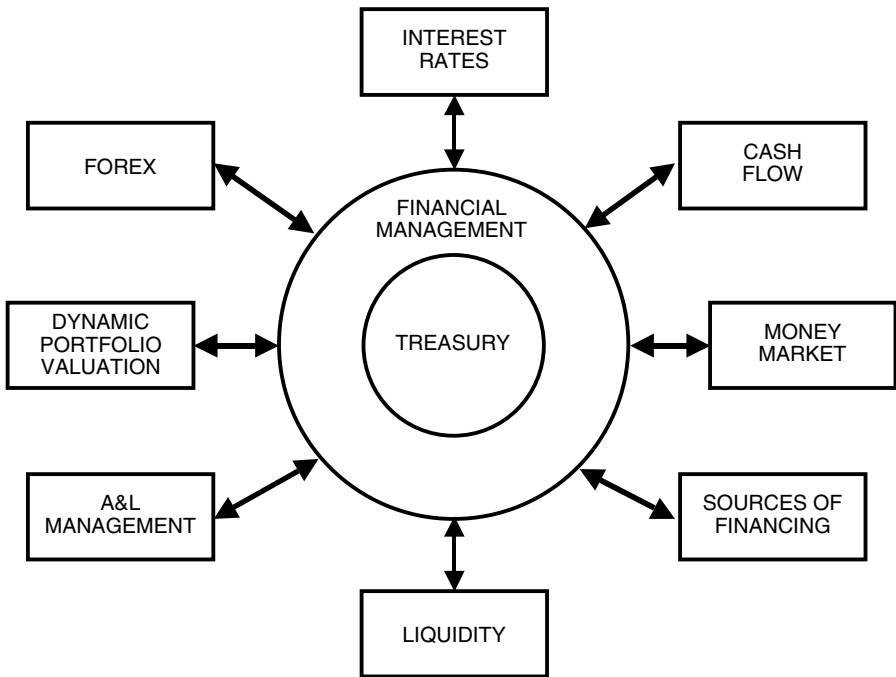 INTEREST
RATES
FOREX
CASH
FLOW
FINANCIAL
MANAGEMENT
DYNAMIC
PORTFOLIO
VALUATION
TREASURY
MONEY
MARKET
A&L
MANAGEMENT
SOURCES OF
FINANCING
LIQUIDITY